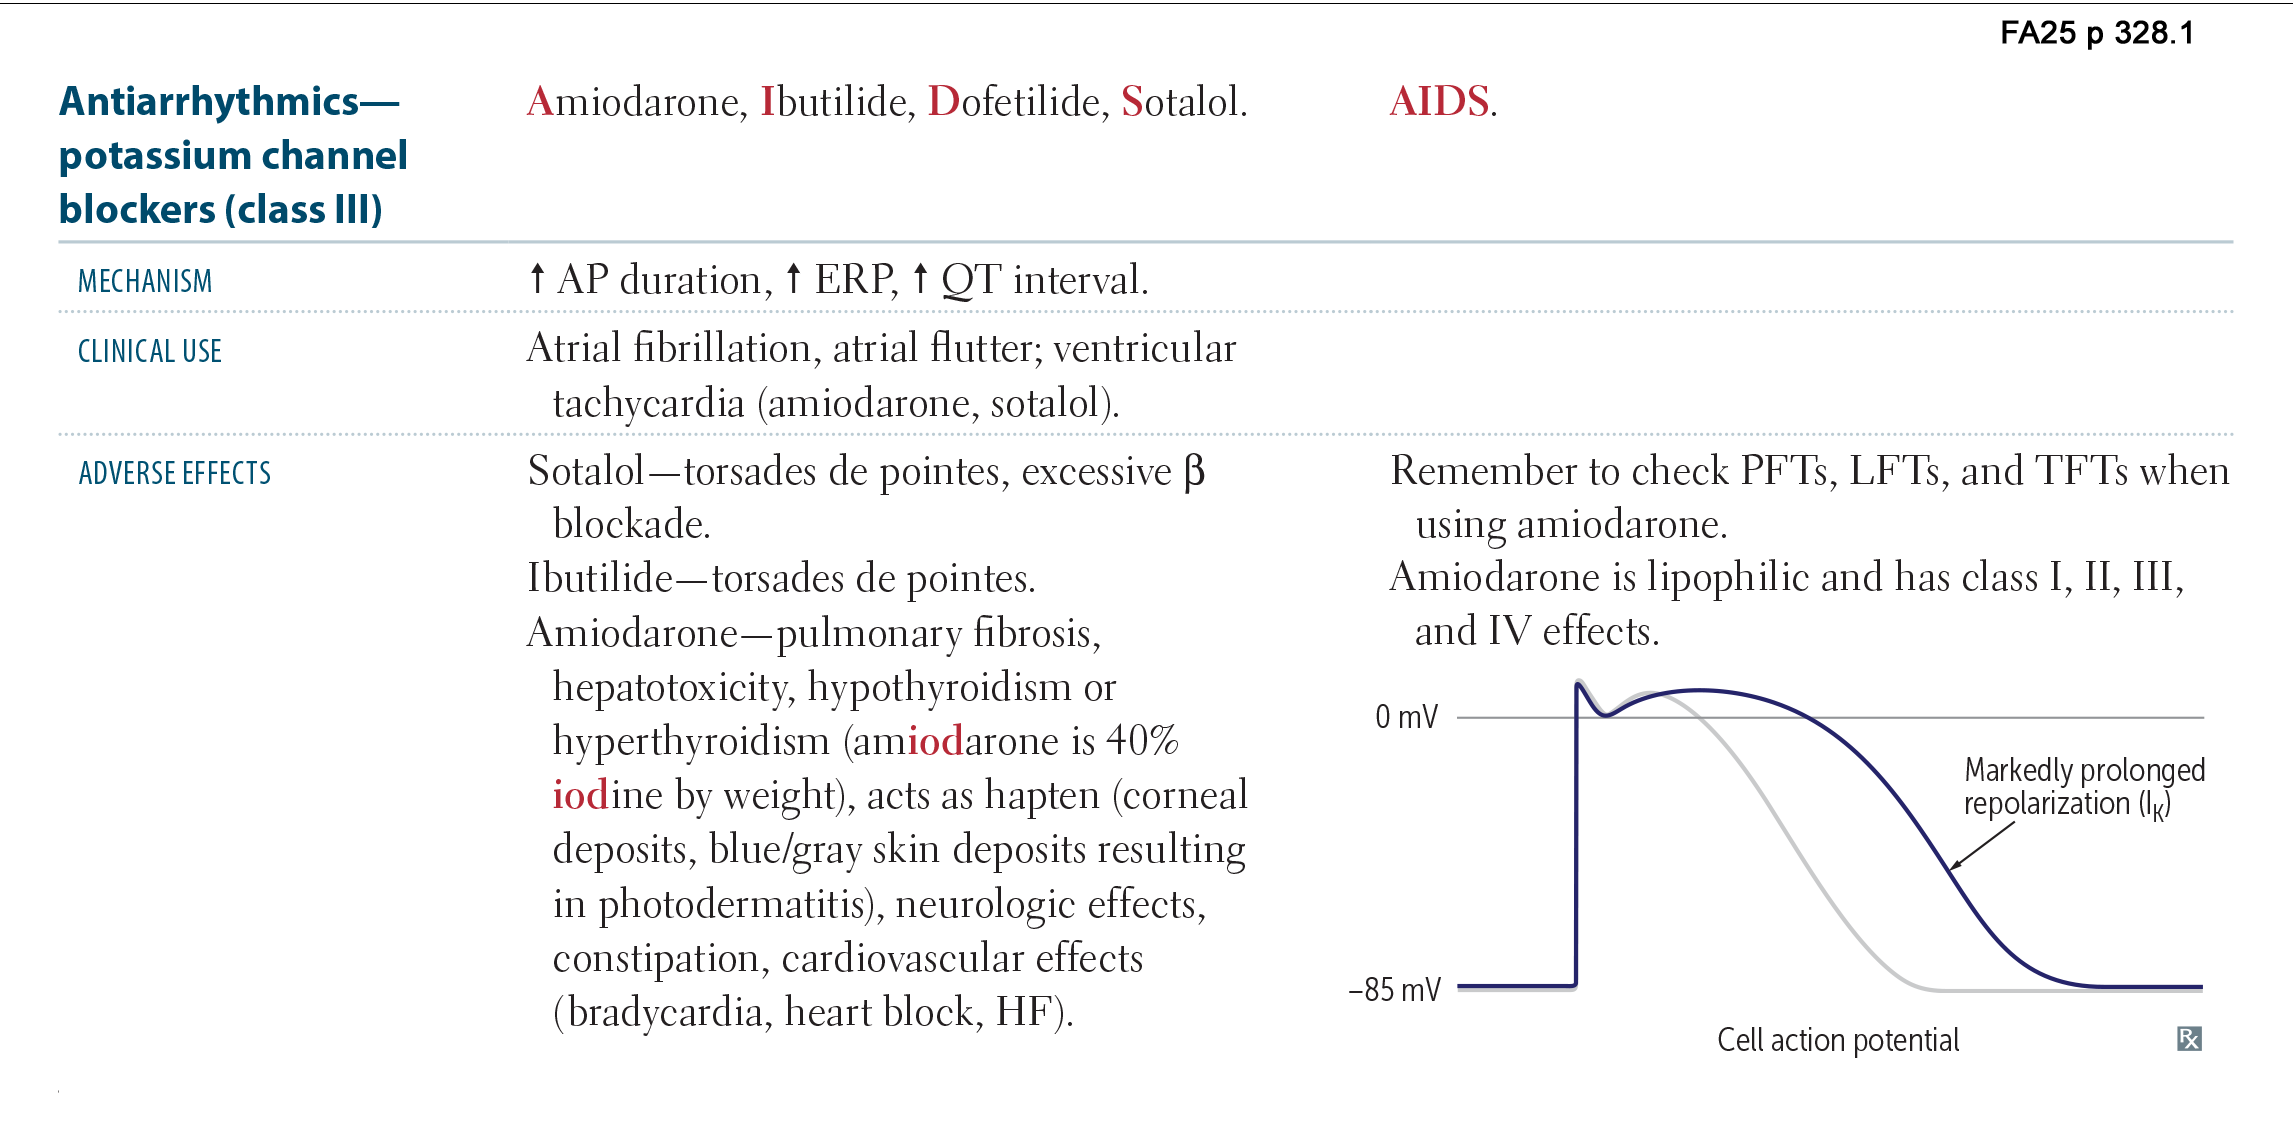 FA25 p 328.1
Antiarrhythmics—
potassium channel
blockers (class III)
Amiodarone, Ibutilide, Dofetilide, Sotalol.
AIDS.
MECHANISM
↑ AP duration, ↑ ERP, ↑ QT interval.
CLINICAL USE
Atrial fibrillation, atrial flutter; ventricular
tachycardia (amiodarone, sotalol).
ADVERSE EFFECTS
Sotalol—torsades de pointes, excessive β
blockade.
Ibutilide—torsades de pointes.
Amiodarone—pulmonary fibrosis,
hepatotoxicity, hypothyroidism or
hyperthyroidism (amiodarone is 40%
iodine by weight), acts as hapten (corneal
deposits, blue/gray skin deposits resulting
in photodermatitis), neurologic effects,
constipation, cardiovascular effects
(bradycardia, heart block, HF).
Remember to check PFTs, LFTs, and TFTs when
using amiodarone.
Amiodarone is lipophilic and has class I, II, III,
and IV effects.
0 mV
Markedly prolonged
repolarization (IK)
–85 mV
Cell action potential
Rx